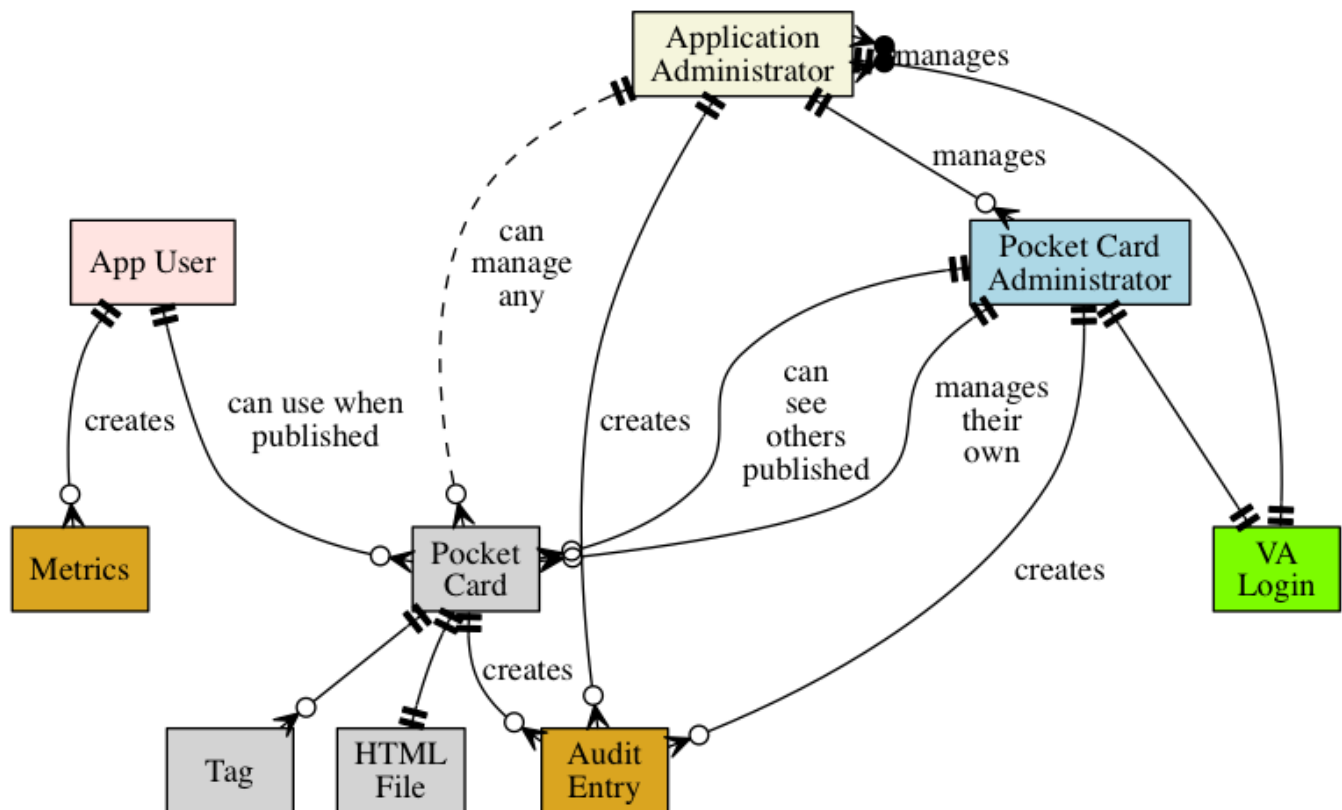 Application
Administrator
manages
manages
App User
can
manage
any
Pocket Card
Administrator
creates
can use when
published
creates
can
see
others
published
manages
their
own
Metrics
Pocket
Card
creates
VA
Login
creates
Tag
HTML
File
Audit
Entry